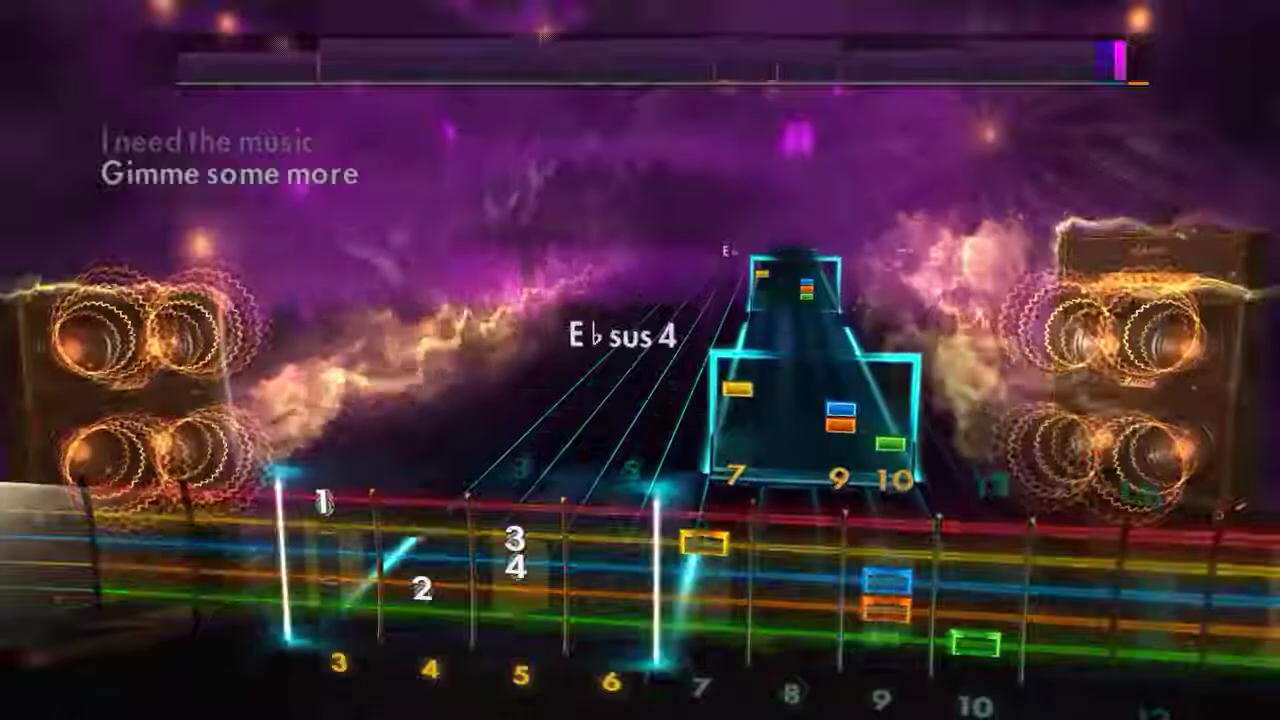 I need the music
Gimme some more
E♭
E♭sus4
7 9 10
1
3
4
2
3 4 5 6 7 8 9 10 12